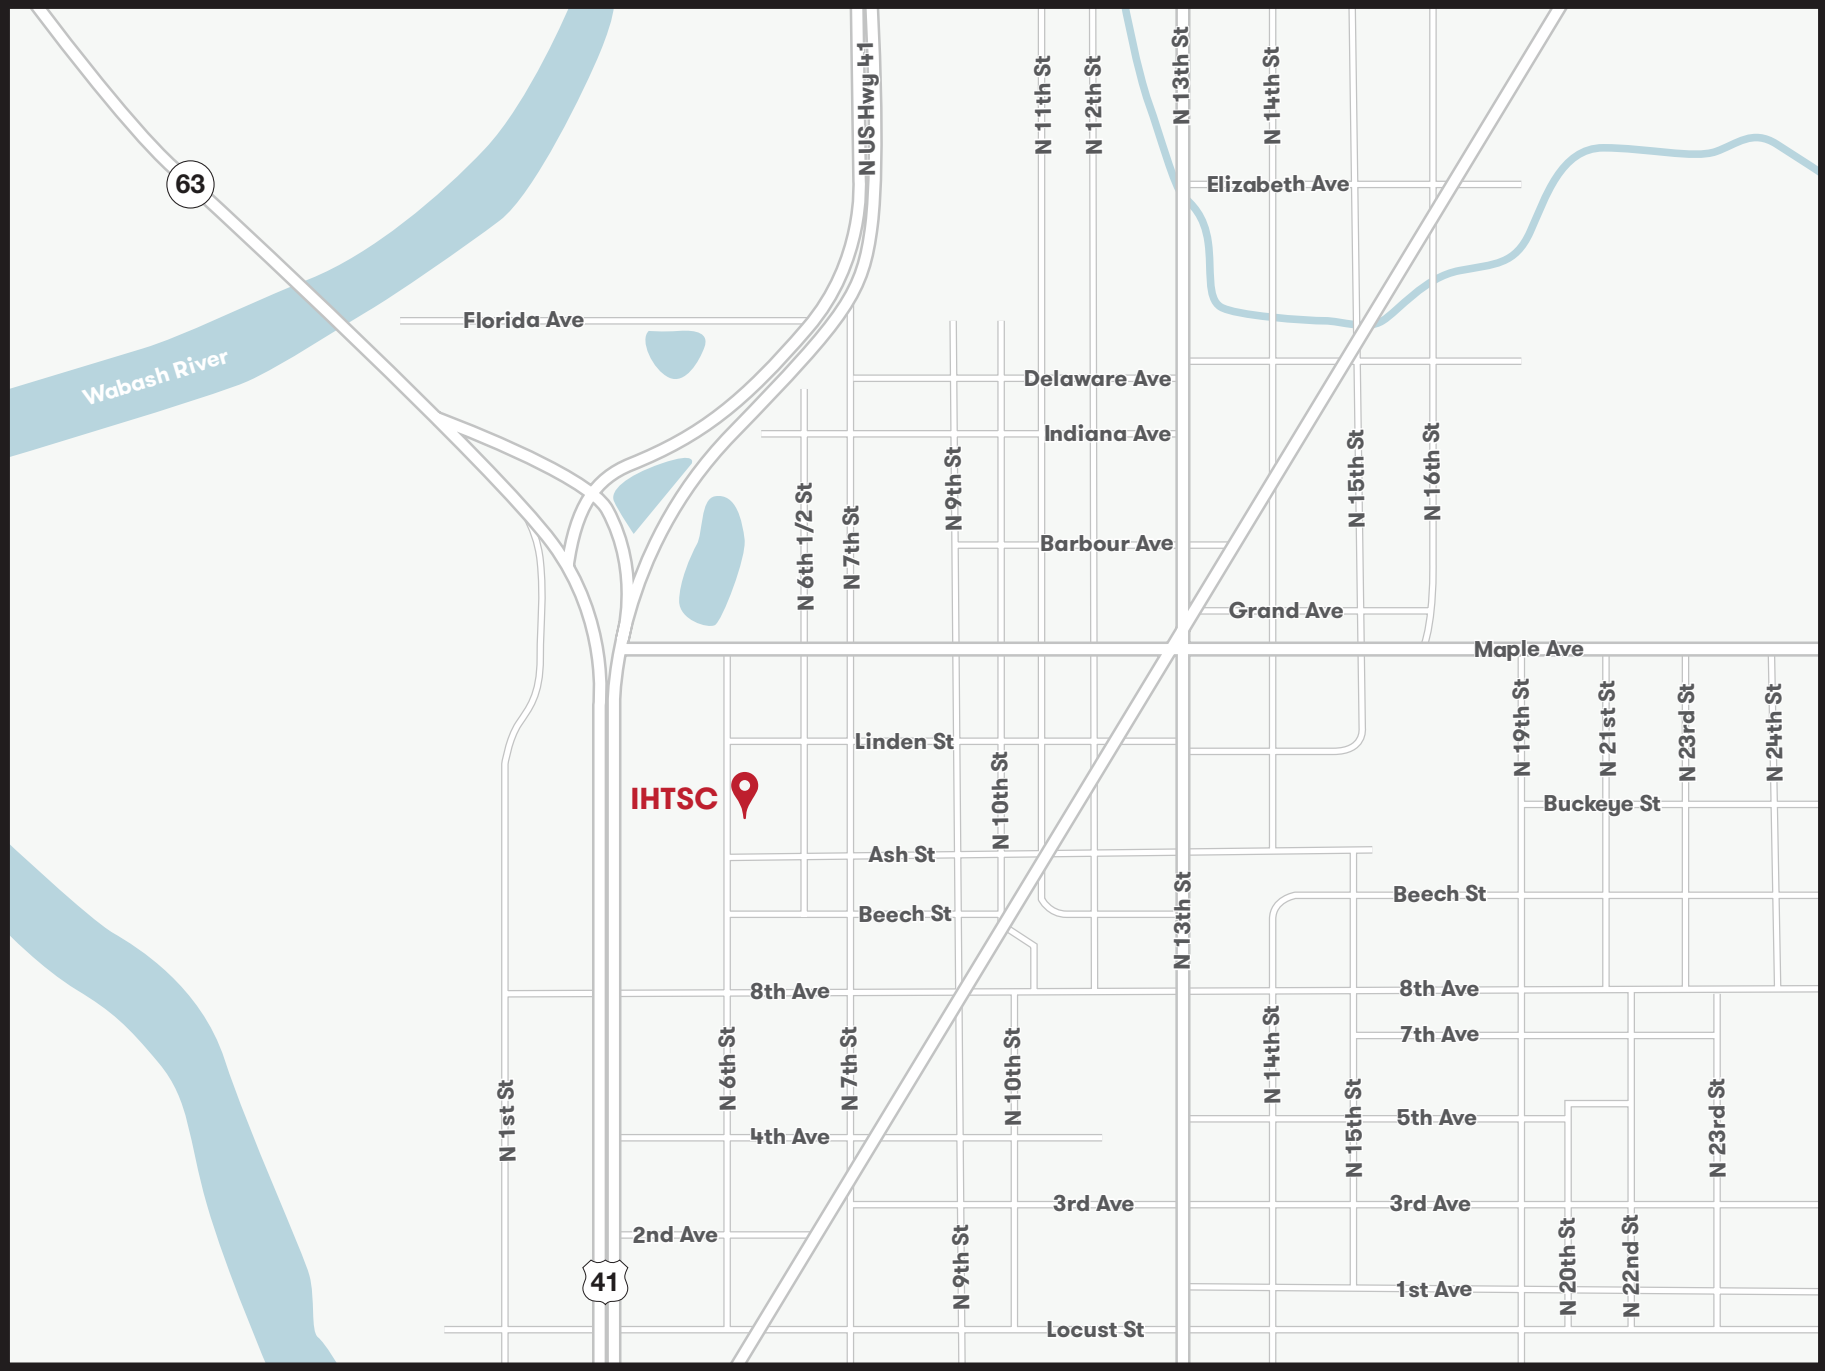 N US Hwy 41
N 11th St
N 12th St
N 13th St
N 14th St
63
Elizabeth Ave
Florida Ave
Wabash River
Delaware Ave
Indiana Ave
N 9th St
N 15th St
N 16th St
N 6th 1/2 St
N 7th St
Barbour Ave
Grand Ave
Maple Ave
N 19th St
N 21st St
N 23rd St
N 24th St
Linden St
IHTSC
N 10th St
Buckeye St
Ash St
Beech St
N 13th St
Beech St
8th Ave
8th Ave
7th Ave
N 6th St
N 7th St
N 10th St
N 14th St
N 1st St
N 15th St
N 23rd St
4th Ave
5th Ave
3rd Ave
3rd Ave
2nd Ave
N 9th St
N 20th St
N 22nd St
41
1st Ave
Locust St